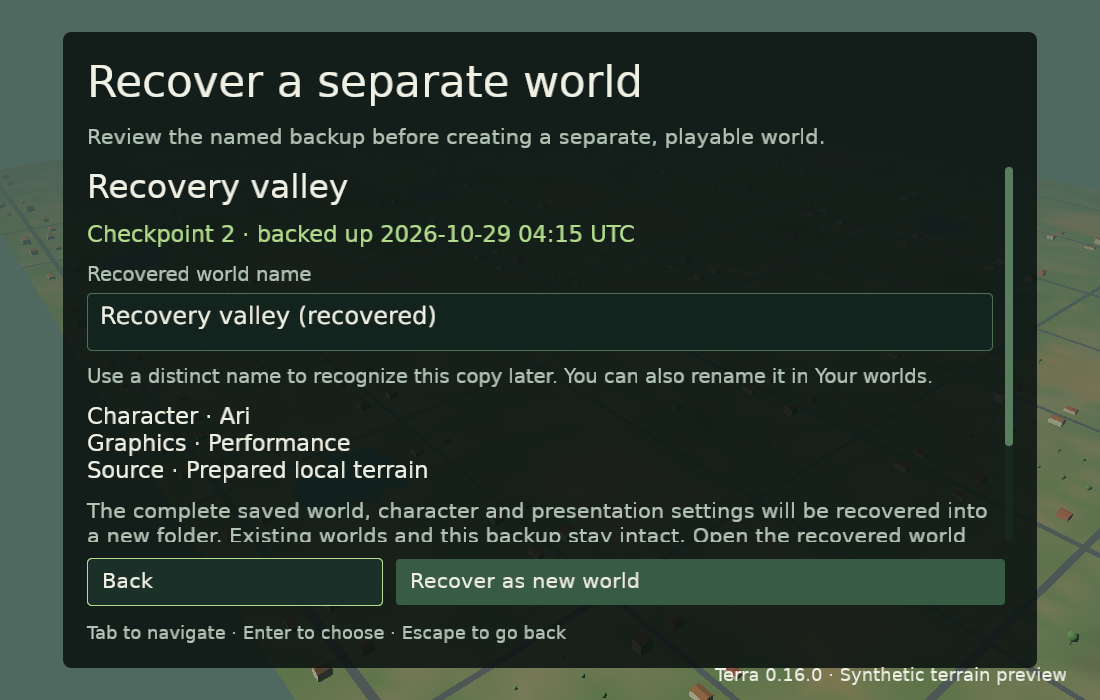 Recover a separate world
Review the named backup before creating a separate, playable world.
Recovery valley
Checkpoint 2 · backed up 2026-10-29 04:15 UTC
Recovered world name
Recovery valley (recovered)
Use a distinct name to recognize this copy later. You can also rename it in Your worlds.
Character · Ari
Graphics · Performance
Source · Prepared local terrain
The complete saved world, character and presentation settings will be recovered into
a new folder. Existing worlds and this backup stay intact. Open the recovered world
Back
Recover as new world
Tab to navigate · Enter to choose · Escape to go back
Terra 0.16.0 · Synthetic terrain preview